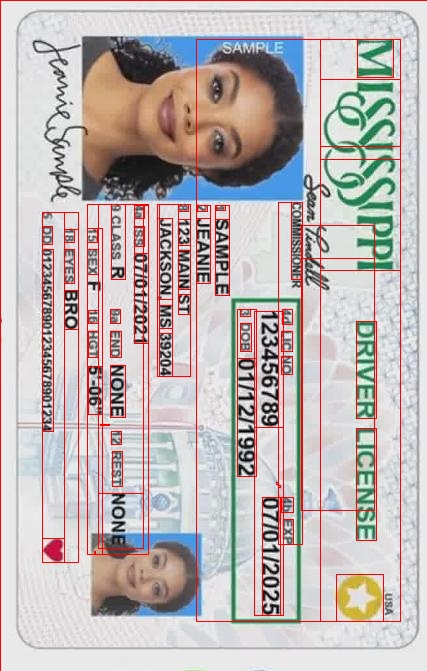 MISSISSIPPI
DRIVER LICENSE
USA
Sean Tindell
COMMISSIONER
4d LIC NO.
123456789
4b EXP
07/01/2025
3 DOB 01/12/1992
1 SAMPLE
2 JEANIE
8 123 MAIN ST
JACKSON, MS 39204
4a ISS 07/01/2021
9 CLASS R 9a END NONE 12 REST NONE
15 SEX F 16 HGT 5'-06"
18 EYES BRO
5 DD 0123456789012345678901234
SAMPLE
Jeannie Sample